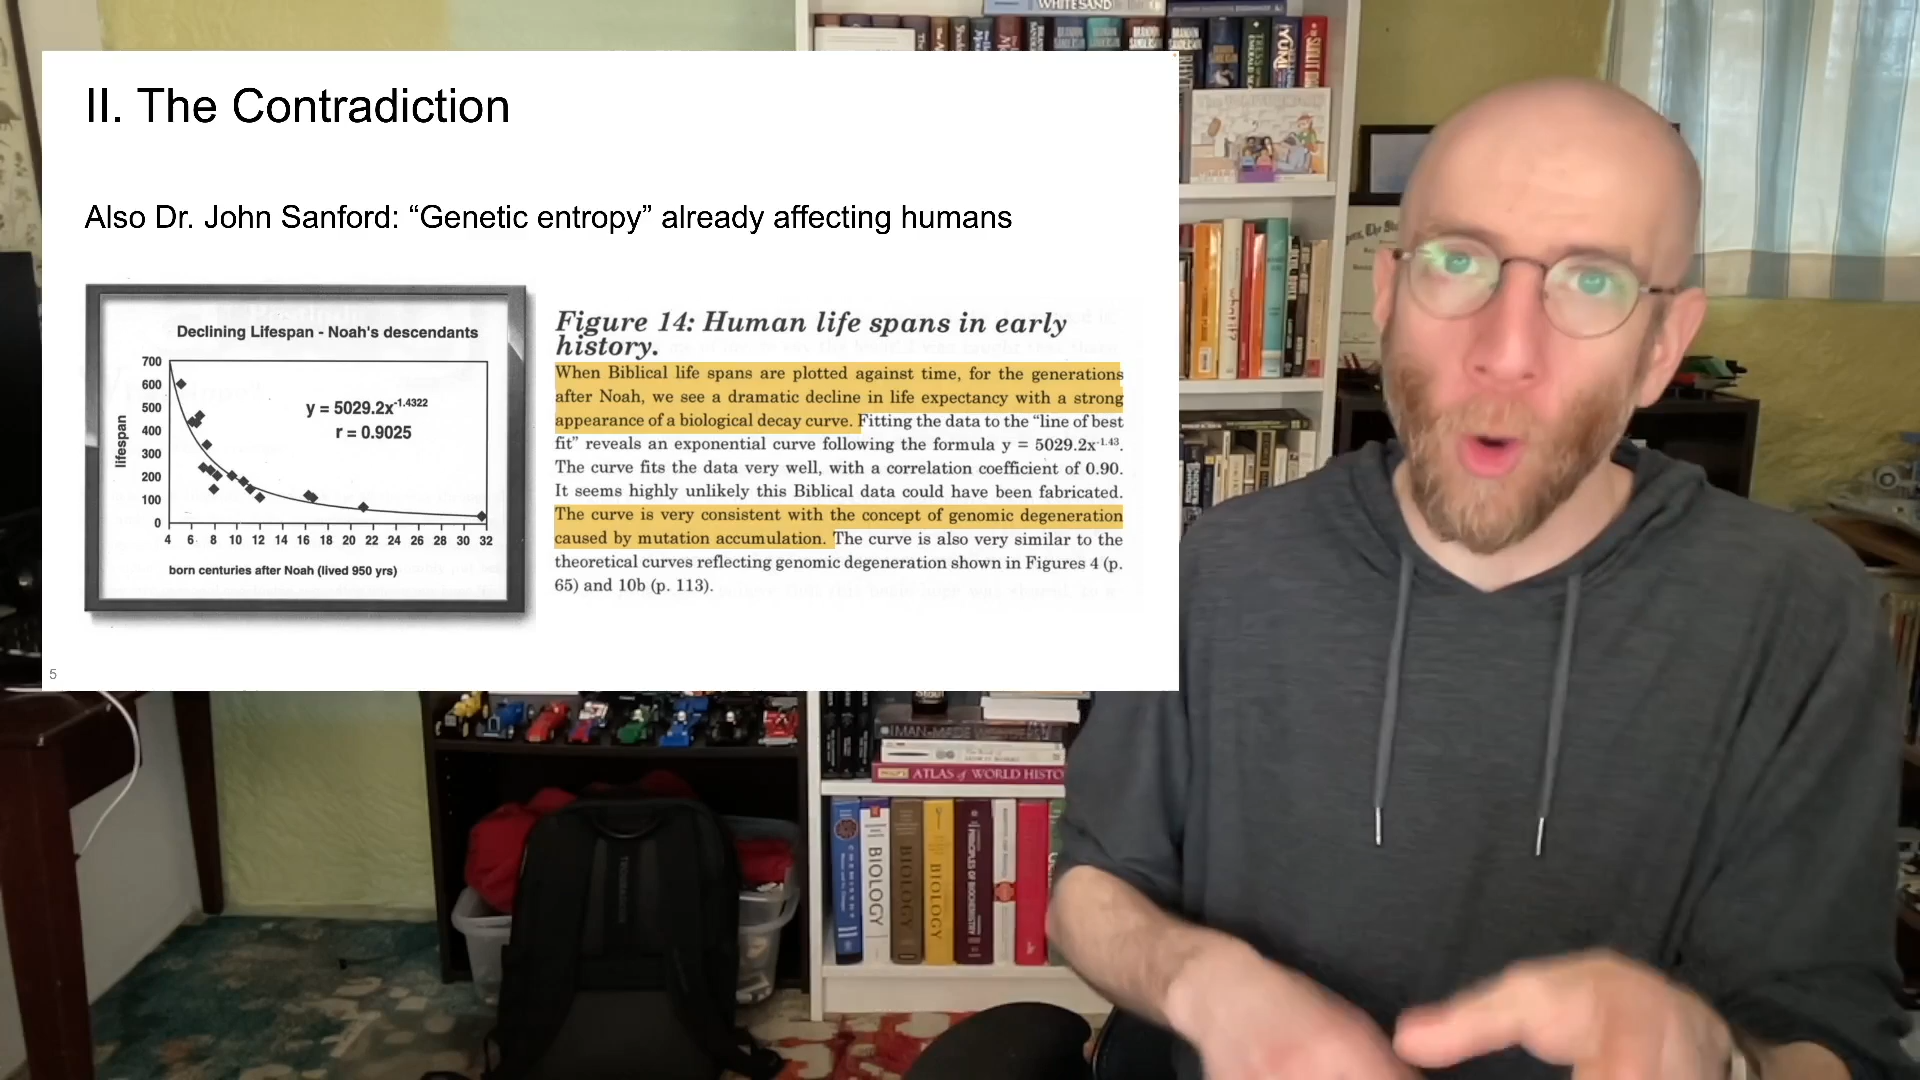 WHITE SAND
II. The Contradiction
Also Dr. John Sanford: “Genetic entropy” already affecting humans
Declining Lifespan - Noah's descendants
700
600
500
400
300
200
100
0
lifespan
y = 5029.2x-1.4322
r = 0.9025
4 6 8 10 12 14 16 18 20 22 24 26 28 30 32
born centuries after Noah (lived 950 yrs)
Figure 14: Human life spans in early
history.
When Biblical life spans are plotted against time, for the generations
after Noah, we see a dramatic decline in life expectancy with a strong
appearance of a biological decay curve. Fitting the data to the “line of best
fit” reveals an exponential curve following the formula y = 5029.2x-1.43.
The curve fits the data very well, with a correlation coefficient of 0.90.
It seems highly unlikely this Biblical data could have been fabricated.
The curve is very consistent with the concept of genomic degeneration
caused by mutation accumulation. The curve is also very similar to the
theoretical curves reflecting genomic degeneration shown in Figures 4 (p.
65) and 10b (p. 113).
5
MAN-MADE
ATLAS of WORLD HISTO
CHEMISTRY
BIOLOGY
BIOLOGY
BIOLOGY
PRINCIPLES OF BIOCHEMISTRY